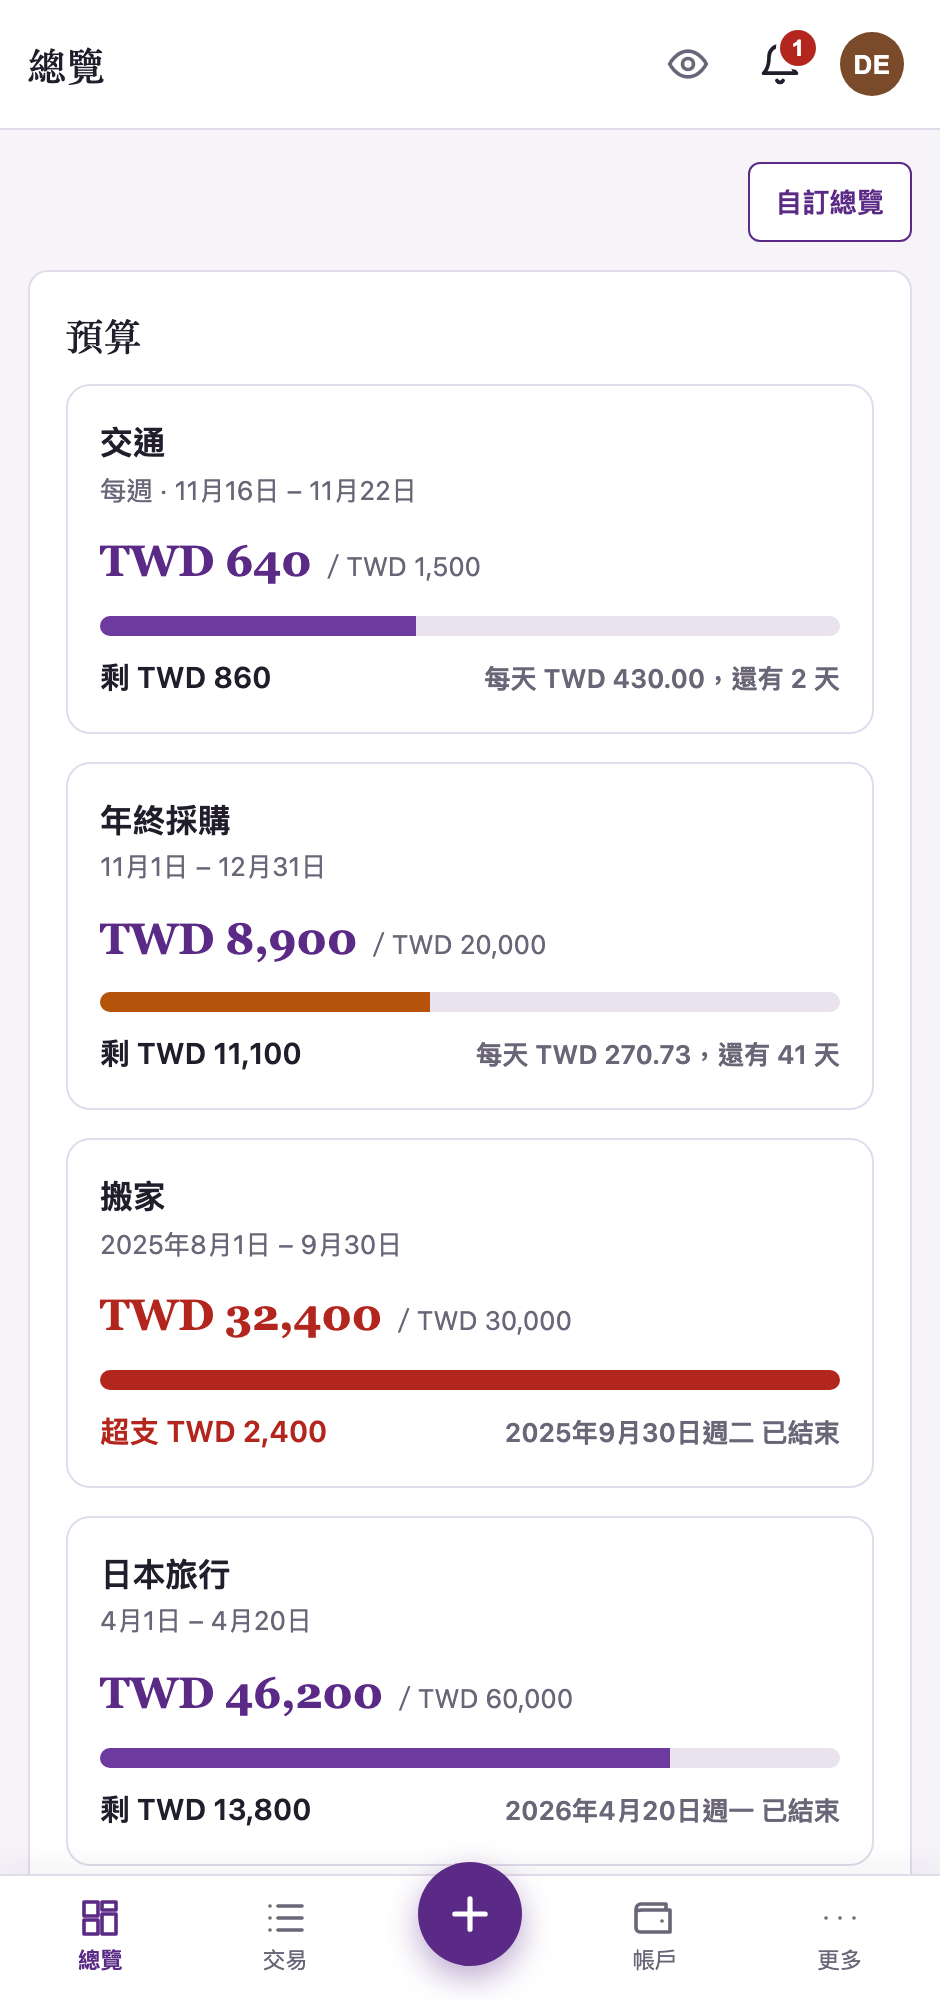 總覽
1
DE
自訂總覽
預算
交通
每週 · 11月16日 – 11月22日
TWD 640 / TWD 1,500
剩 TWD 860
每天 TWD 430.00，還有 2 天
年終採購
11月1日 – 12月31日
TWD 8,900 / TWD 20,000
剩 TWD 11,100
每天 TWD 270.73，還有 41 天
搬家
2025年8月1日 – 9月30日
TWD 32,400 / TWD 30,000
超支 TWD 2,400
2025年9月30日週二 已結束
日本旅行
4月1日 – 4月20日
TWD 46,200 / TWD 60,000
剩 TWD 13,800
2026年4月20日週一 已結束
總覽
交易
帳戶
更多